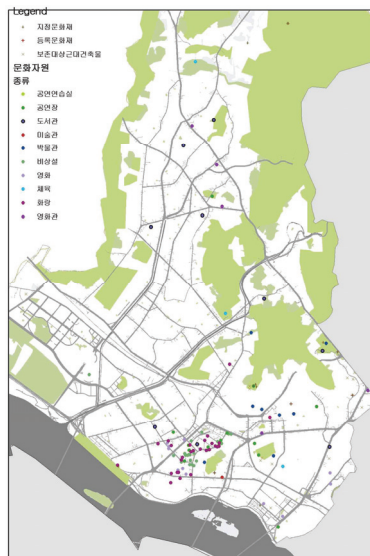 Legend
지정문화재
등록문화재
보존대상근대건축물
문화자원
종류
공연연습실
공연장
도서관
미술관
박물관
비상설
영화
체육
화랑
영화관